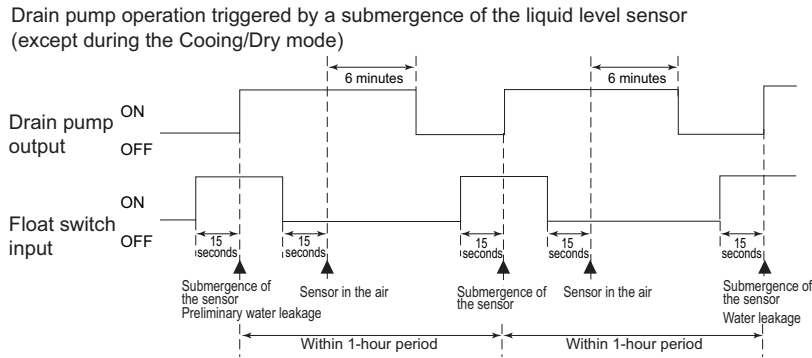 Drain pump operation triggered by a submergence of the liquid level sensor
(except during the Cooing/Dry mode)
6 minutes
6 minutes
Drain pump
output
ON
OFF
ON
OFF
Float switch
input
15
seconds
15
seconds
15
seconds
15
seconds
15
seconds
Submergence of
the sensor
Preliminary water leakage
Sensor in the air
Submergence of
the sensor
Sensor in the air
Submergence of
the sensor
Water leakage
Within 1-hour period
Within 1-hour period